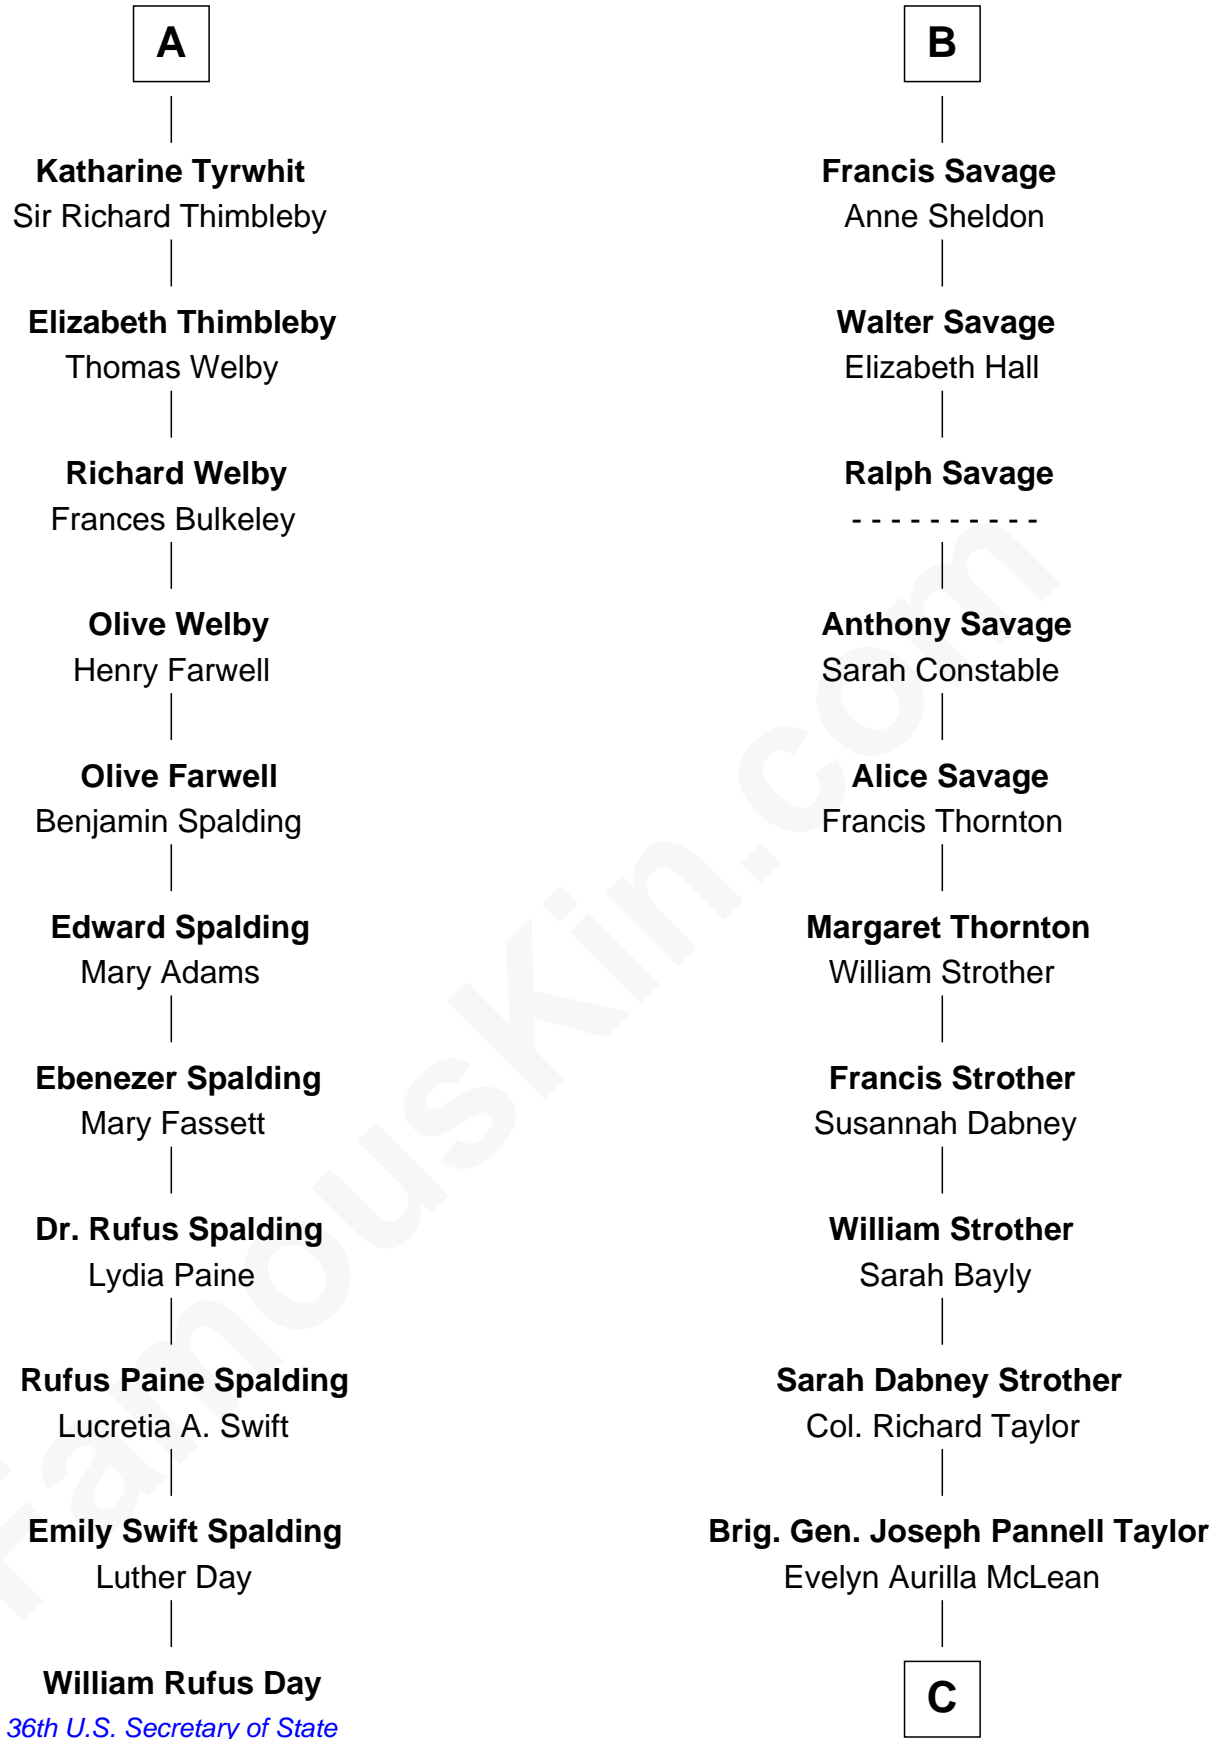 A
Katharine Tyrwhit
Sir Richard Thimbleby
Elizabeth Thimbleby
Thomas Welby
Richard Welby
Frances Bulkeley
Olive Welby
Henry Farwell
Olive Farwell
Benjamin Spalding
Edward Spalding
Mary Adams
Ebenezer Spalding
Mary Fassett
Dr. Rufus Spalding
Lydia Paine
Rufus Paine Spalding
Lucretia A. Swift
Emily Swift Spalding
Luther Day
William Rufus Day
36th U.S. Secretary of State
B
Francis Savage
Anne Sheldon
Walter Savage
Elizabeth Hall
Ralph Savage
- - - - - - - - - -
Anthony Savage
Sarah Constable
Alice Savage
Francis Thornton
Margaret Thornton
William Strother
Francis Strother
Susannah Dabney
William Strother
Sarah Bayly
Sarah Dabney Strother
Col. Richard Taylor
Brig. Gen. Joseph Pannell Taylor
Evelyn Aurilla McLean
C
FamousKin.com